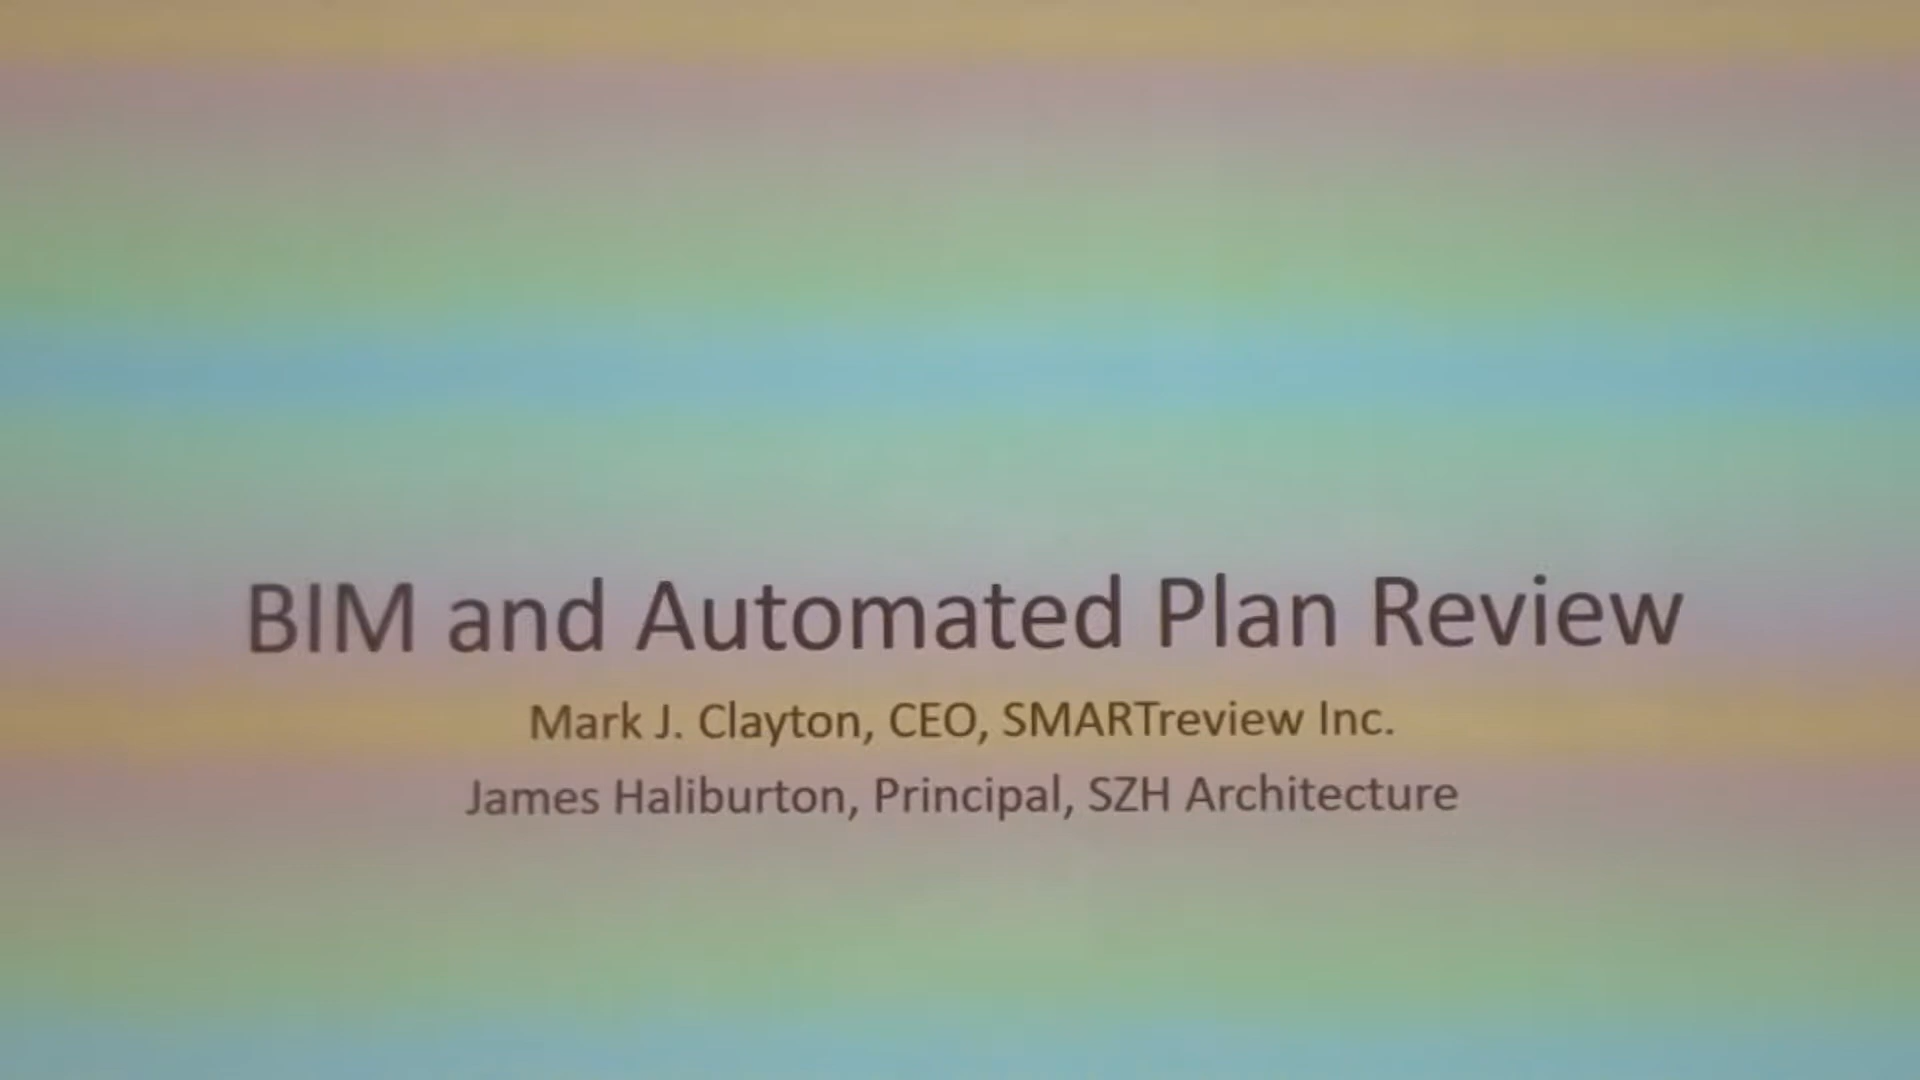 BIM and Automated Plan Review
Mark J. Clayton, CEO, SMARTreview Inc.
James Haliburton, Principal, SZH Architecture